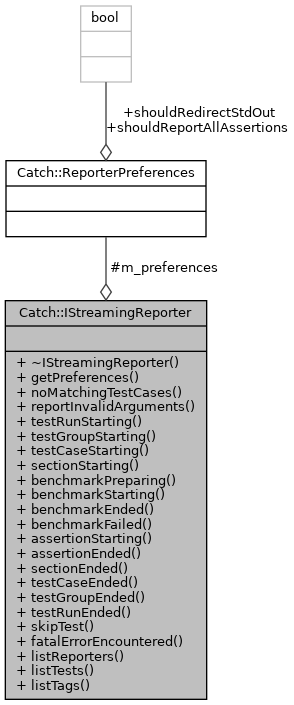 bool
+shouldRedirectStdOut
+shouldReportAllAssertions
Catch::ReporterPreferences
#m_preferences
Catch::IStreamingReporter
+ ~IStreamingReporter()
+ getPreferences()
+ noMatchingTestCases()
+ reportInvalidArguments()
+ testRunStarting()
+ testGroupStarting()
+ testCaseStarting()
+ sectionStarting()
+ benchmarkPreparing()
+ benchmarkStarting()
+ benchmarkEnded()
+ benchmarkFailed()
+ assertionStarting()
+ assertionEnded()
+ sectionEnded()
+ testCaseEnded()
+ testGroupEnded()
+ testRunEnded()
+ skipTest()
+ fatalErrorEncountered()
+ listReporters()
+ listTests()
+ listTags()